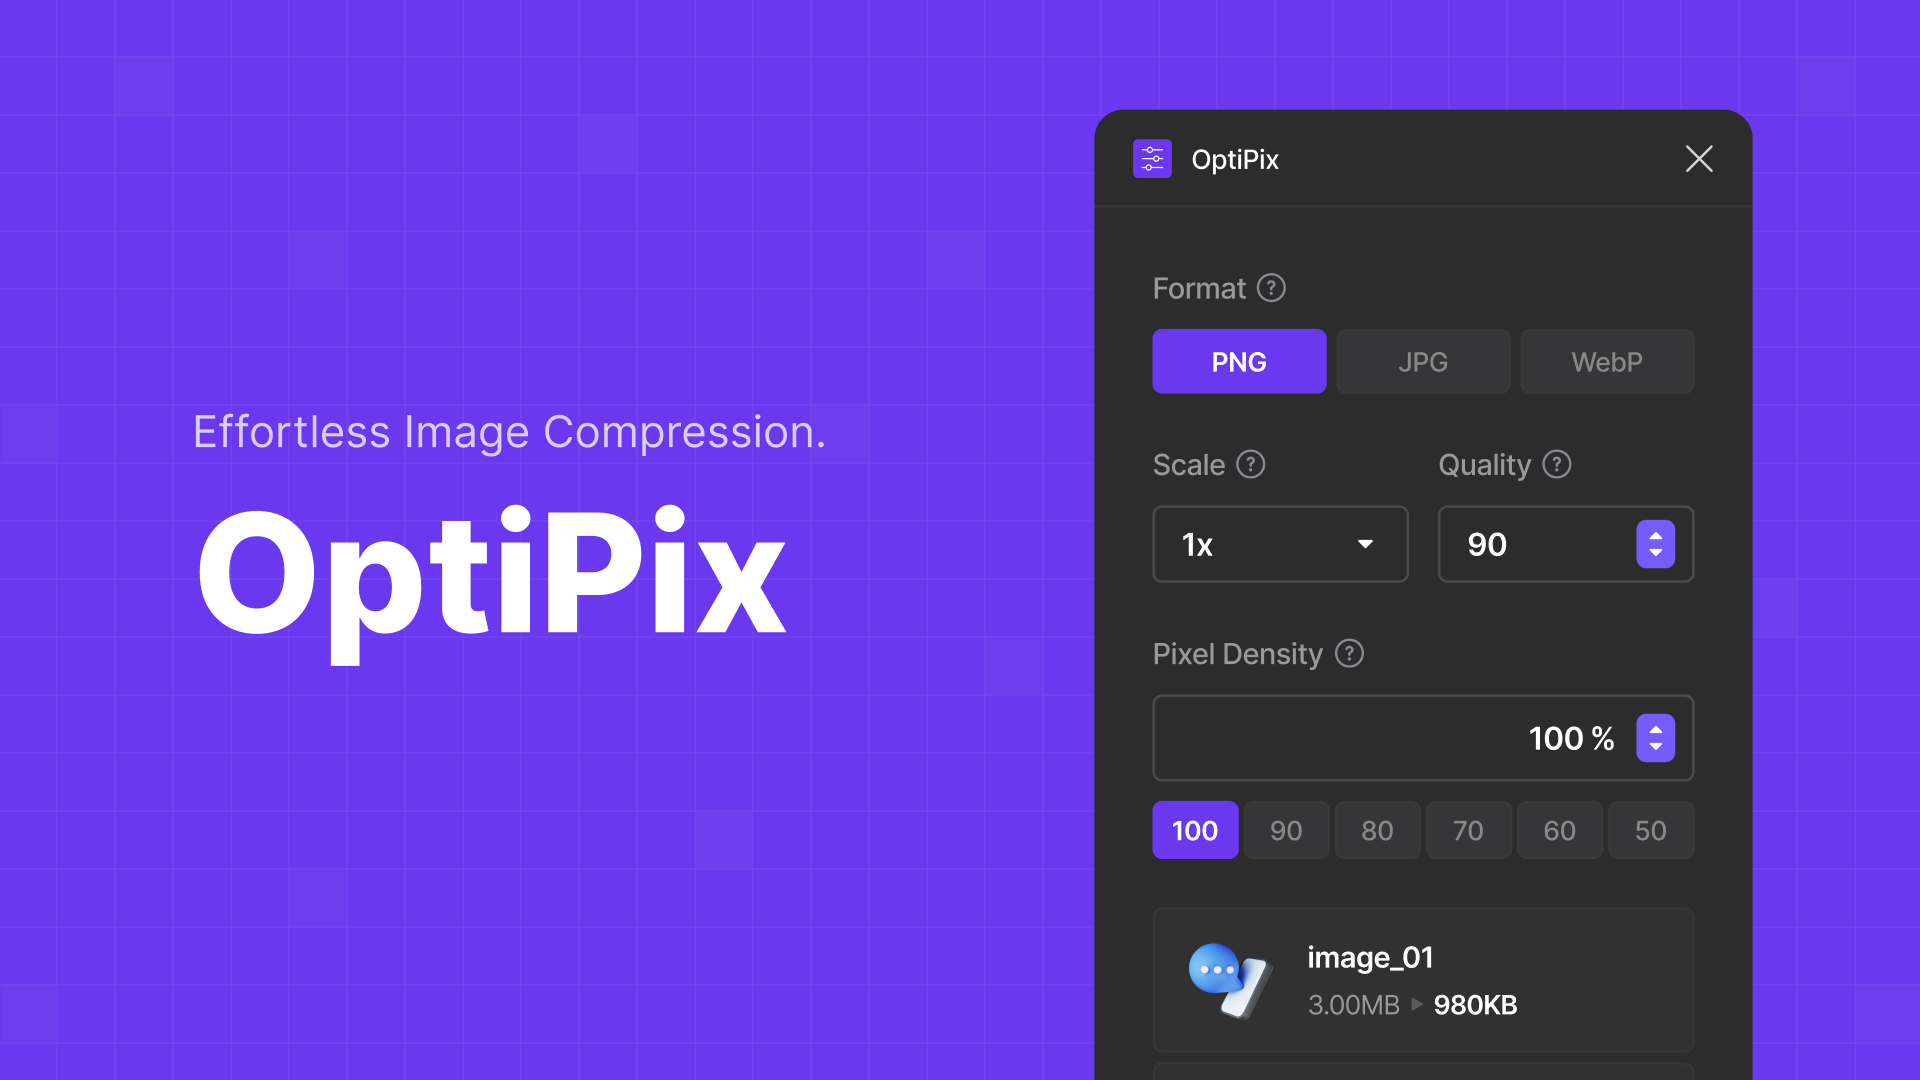 Effortless Image Compression.
OptiPix
OptiPix
Format ?
PNG JPG WebP
Scale ? Quality ?
1x 90
Pixel Density ?
100 %
100 90 80 70 60 50
image_01
3.00MB ▶ 980KB